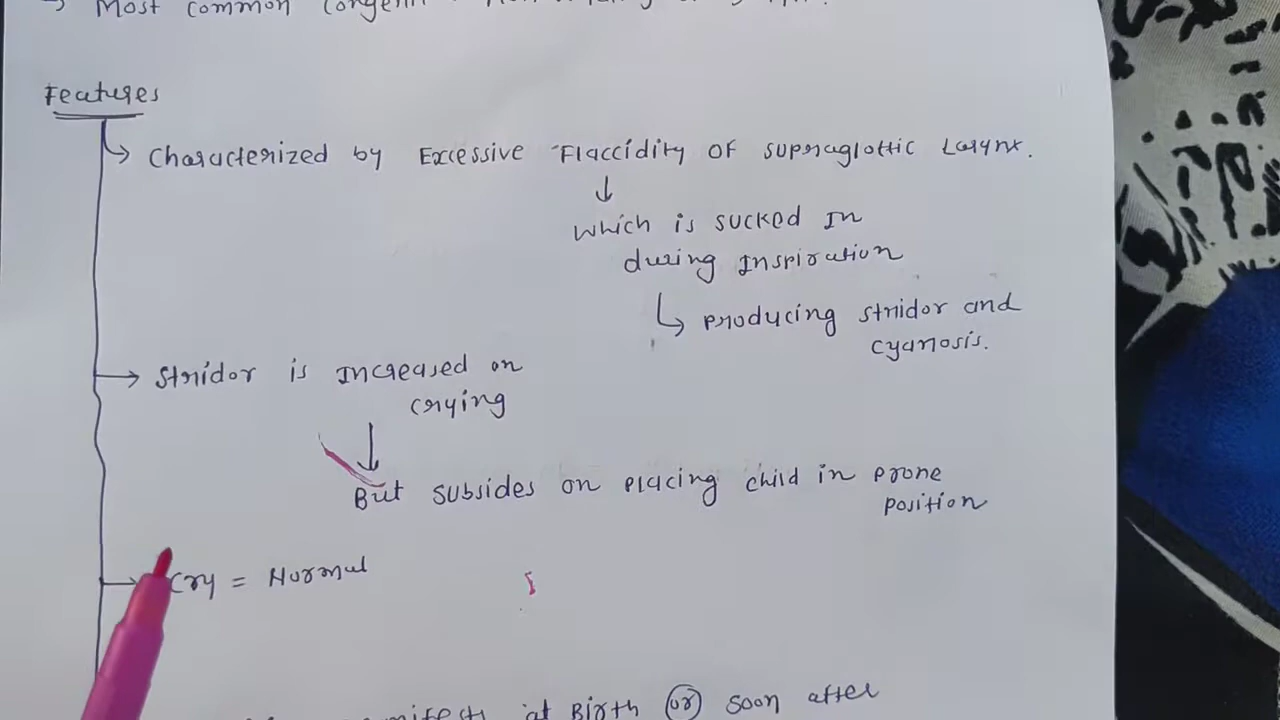 Most common
Features
Characterized by Excessive Flaccidity of supraglottic Larynx.
which is sucked In
during Inspiration
producing stridor and
cyanosis.
Stridor is Increased on
crying
But subsides on placing child in prone
position
Cry = Normal
at Birth or soon after